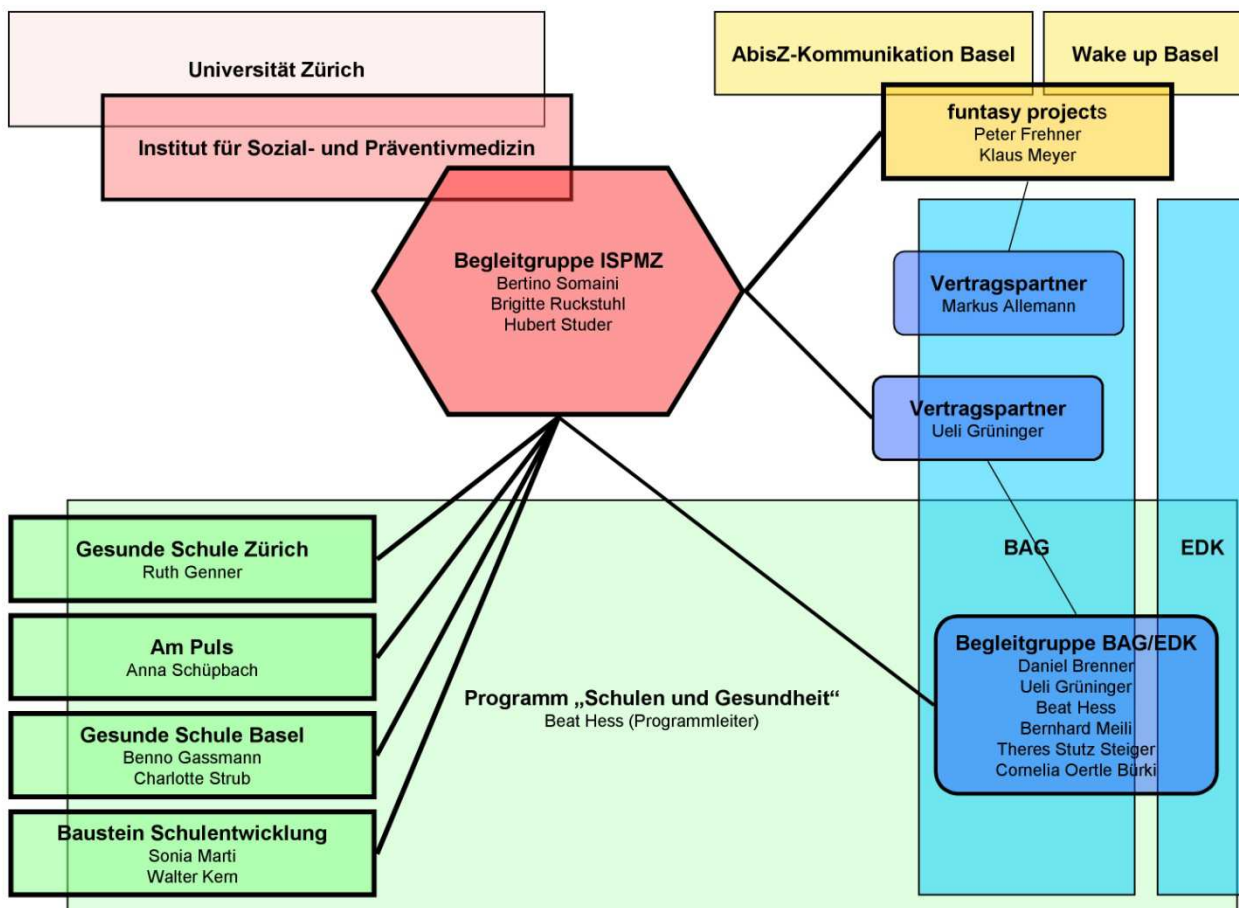 Universität Zürich
AbisZ-Kommunikation Basel
Wake up Basel
Institut für Sozial- und Präventivmedizin
funtasy projects
Peter Frehner
Klaus Meyer
Begleitgruppe ISPMZ
Bertino Somaini
Brigitte Ruckstuhl
Hubert Studer
Vertragspartner
Markus Allemann
Vertragspartner
Ueli Grüninger
Gesunde Schule Zürich
Ruth Genner
BAG
EDK
Am Puls
Anna Schüpbach
Gesunde Schule Basel
Benno Gassmann
Charlotte Strub
Baustein Schulentwicklung
Sonia Marti
Walter Kern
Programm „Schulen und Gesundheit“
Beat Hess (Programmleiter)
Begleitgruppe BAG/EDK
Daniel Brenner
Ueli Grüninger
Beat Hess
Bernhard Meili
Theres Stutz Steiger
Cornelia Oertle Bürki